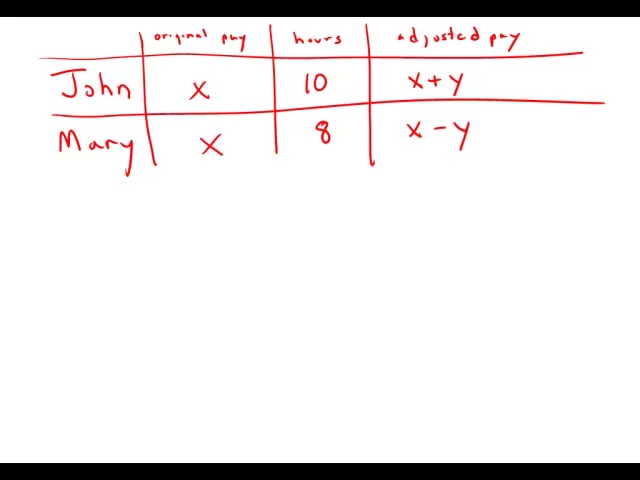 original pay hours adjusted pay
John x 10 x + y
Mary x 8 x - y